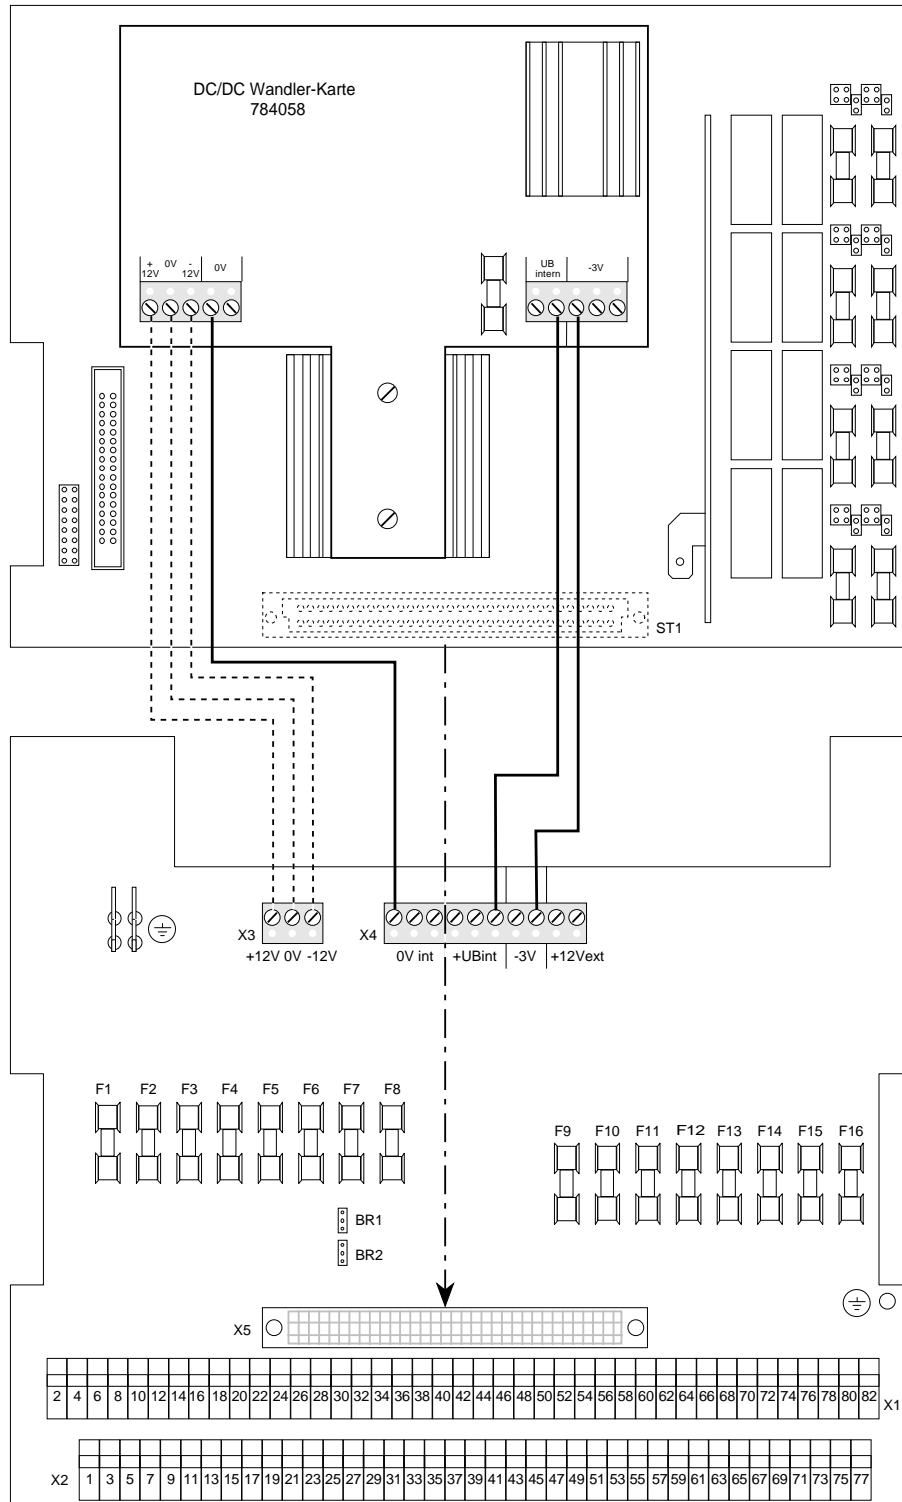 DC/DC Wandler-Karte
784058
+ 0V - 0V
12V 12V
UB -3V
intern
ST1
X3 X4
+12V 0V -12V 0V int +UBint -3V +12Vext
F1 F2 F3 F4 F5 F6 F7 F8
F9 F10 F11 F12 F13 F14 F15 F16
BR1
BR2
X5
2 4 6 8 10 12 14 16 18 20 22 24 26 28 30 32 34 36 38 40 42 44 46 48 50 52 54 56 58 60 62 64 66 68 70 72 74 76 78 80 82 X1
X2 1 3 5 7 9 11 13 15 17 19 21 23 25 27 29 31 33 35 37 39 41 43 45 47 49 51 53 55 57 59 61 63 65 67 69 71 73 75 77